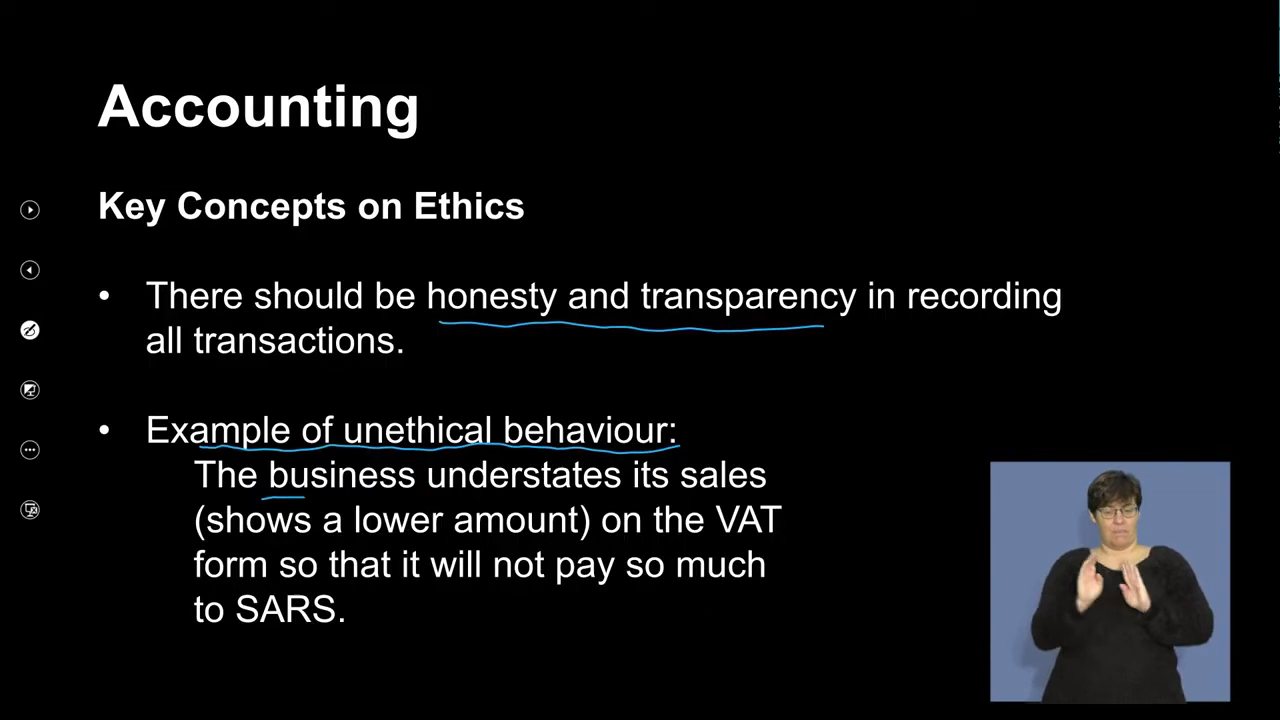 Accounting
Key Concepts on Ethics
• There should be honesty and transparency in recording
all transactions.
• Example of unethical behaviour:
The business understates its sales
(shows a lower amount) on the VAT
form so that it will not pay so much
to SARS.